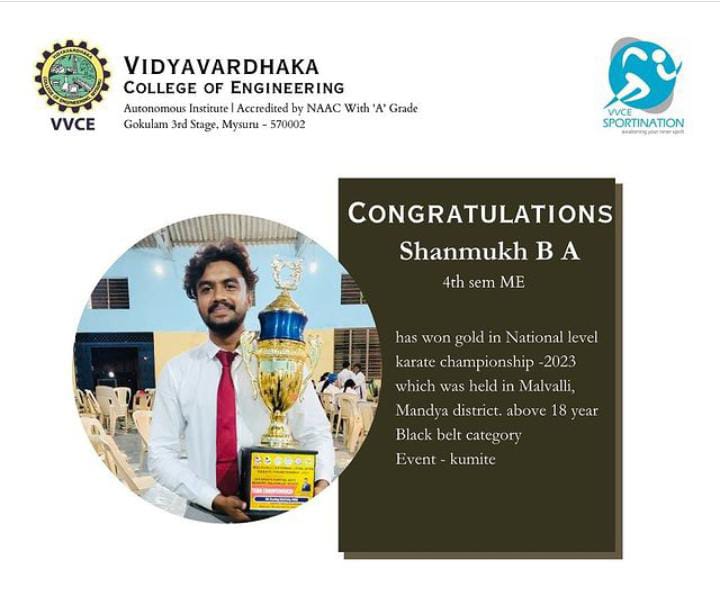 VIDYAVARDHAKA
COLLEGE OF ENGINEERING
Autonomous Institute | Accredited by NAAC With 'A' Grade
Gokulam 3rd Stage, Mysuru - 570002
VVCE
VVCE
SPORTINATION
awakening your inner spirit
CONGRATULATIONS
Shanmukh B A
4th sem ME
has won gold in National level
karate championship -2023
which was held in Malvalli,
Mandya district. above 18 year
Black belt category
Event - kumite